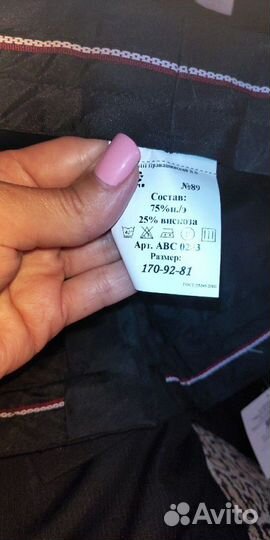 №89
Состав:
75%п./э
25% вискоза
Арт. АВС 02
Размер:
170-92-81
Avito